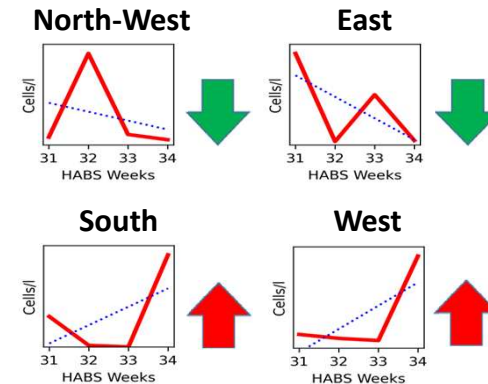 North-West
Cells/l
31 32 33 34
HABS Weeks
East
Cells/l
31 32 33 34
HABS Weeks
South
Cells/l
31 32 33 34
HABS Weeks
West
Cells/l
31 32 33 34
HABS Weeks